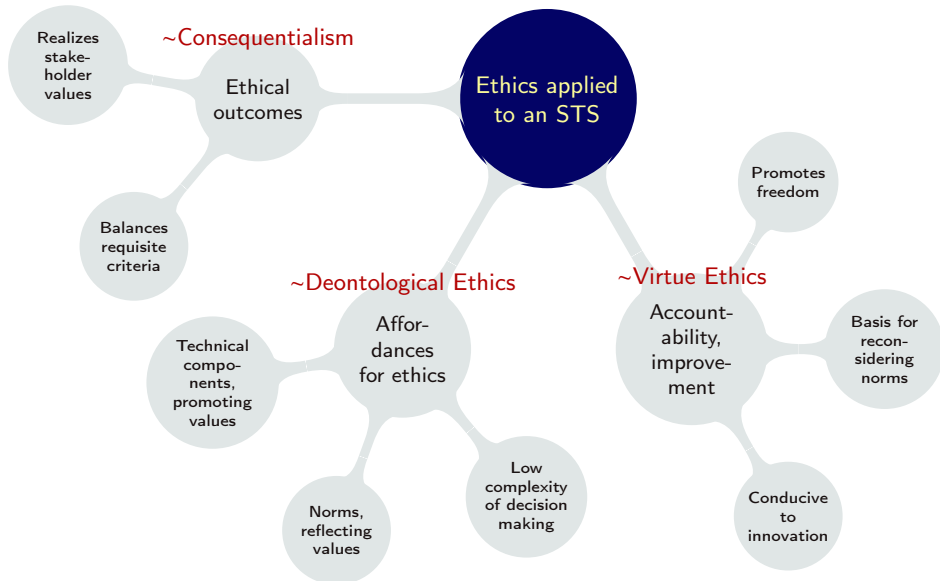 Ethics applied
to an STS
~Consequentialism
Ethical
outcomes
Realizes
stake-
holder
values
Balances
requisite
criteria
~Deontological Ethics
Affor-
dances
for ethics
Technical
compo-
nents,
promoting
values
Norms,
reflecting
values
Low
complexity
of decision
making
~Virtue Ethics
Account-
ability,
improve-
ment
Promotes
freedom
Basis for
recon-
sidering
norms
Conducive
to
innovation